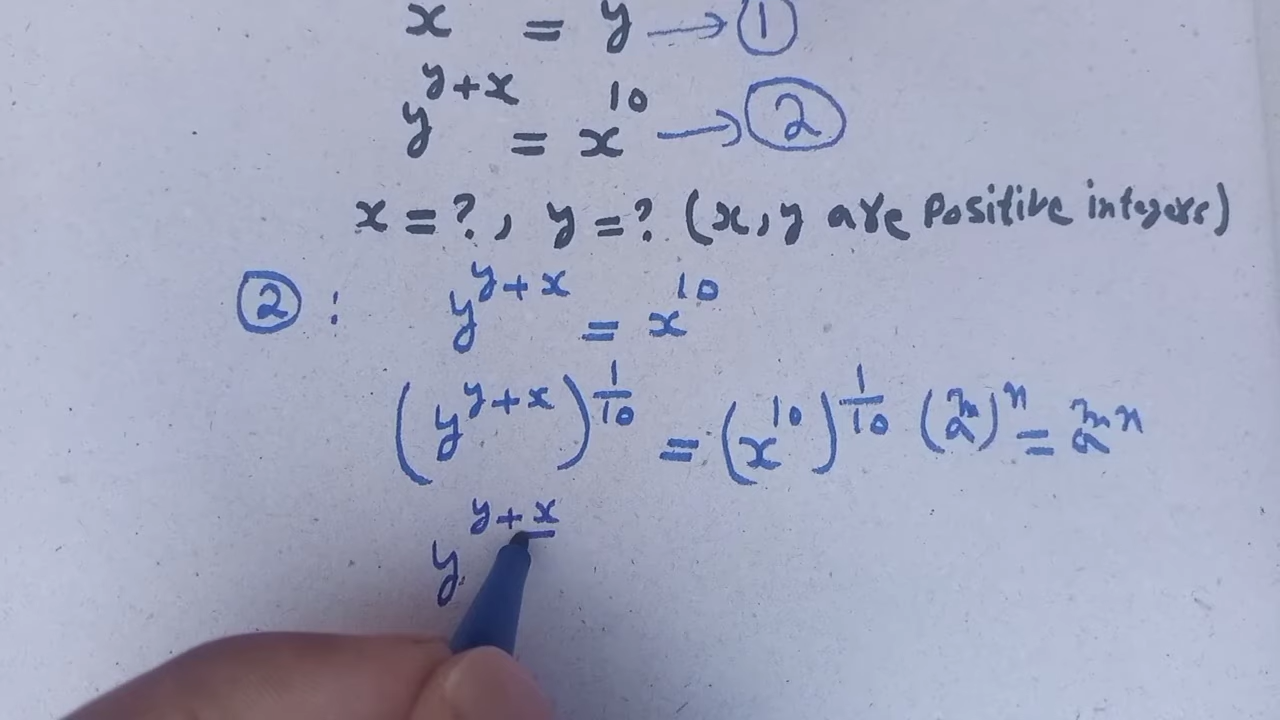 x = y → ①
y^{y+x} = x^{10} → ②
x = ?, y = ? (x, y are positive integers)
② : y^{y+x} = x^{10}
(y^{y+x})^{1/10} = (x^{10})^{1/10} (a^m)^n = a^{mn}
y^{y+x}